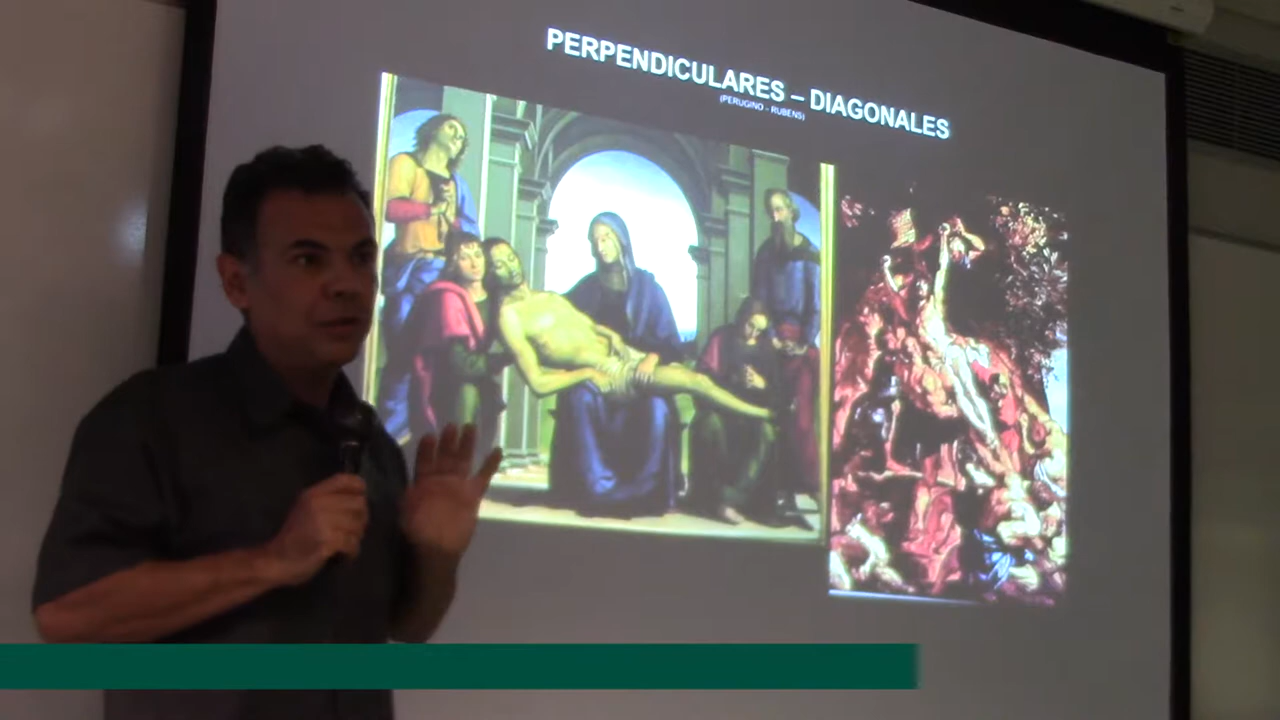 PERPENDICULARES – DIAGONALES
(PERUGINO - RUBENS)